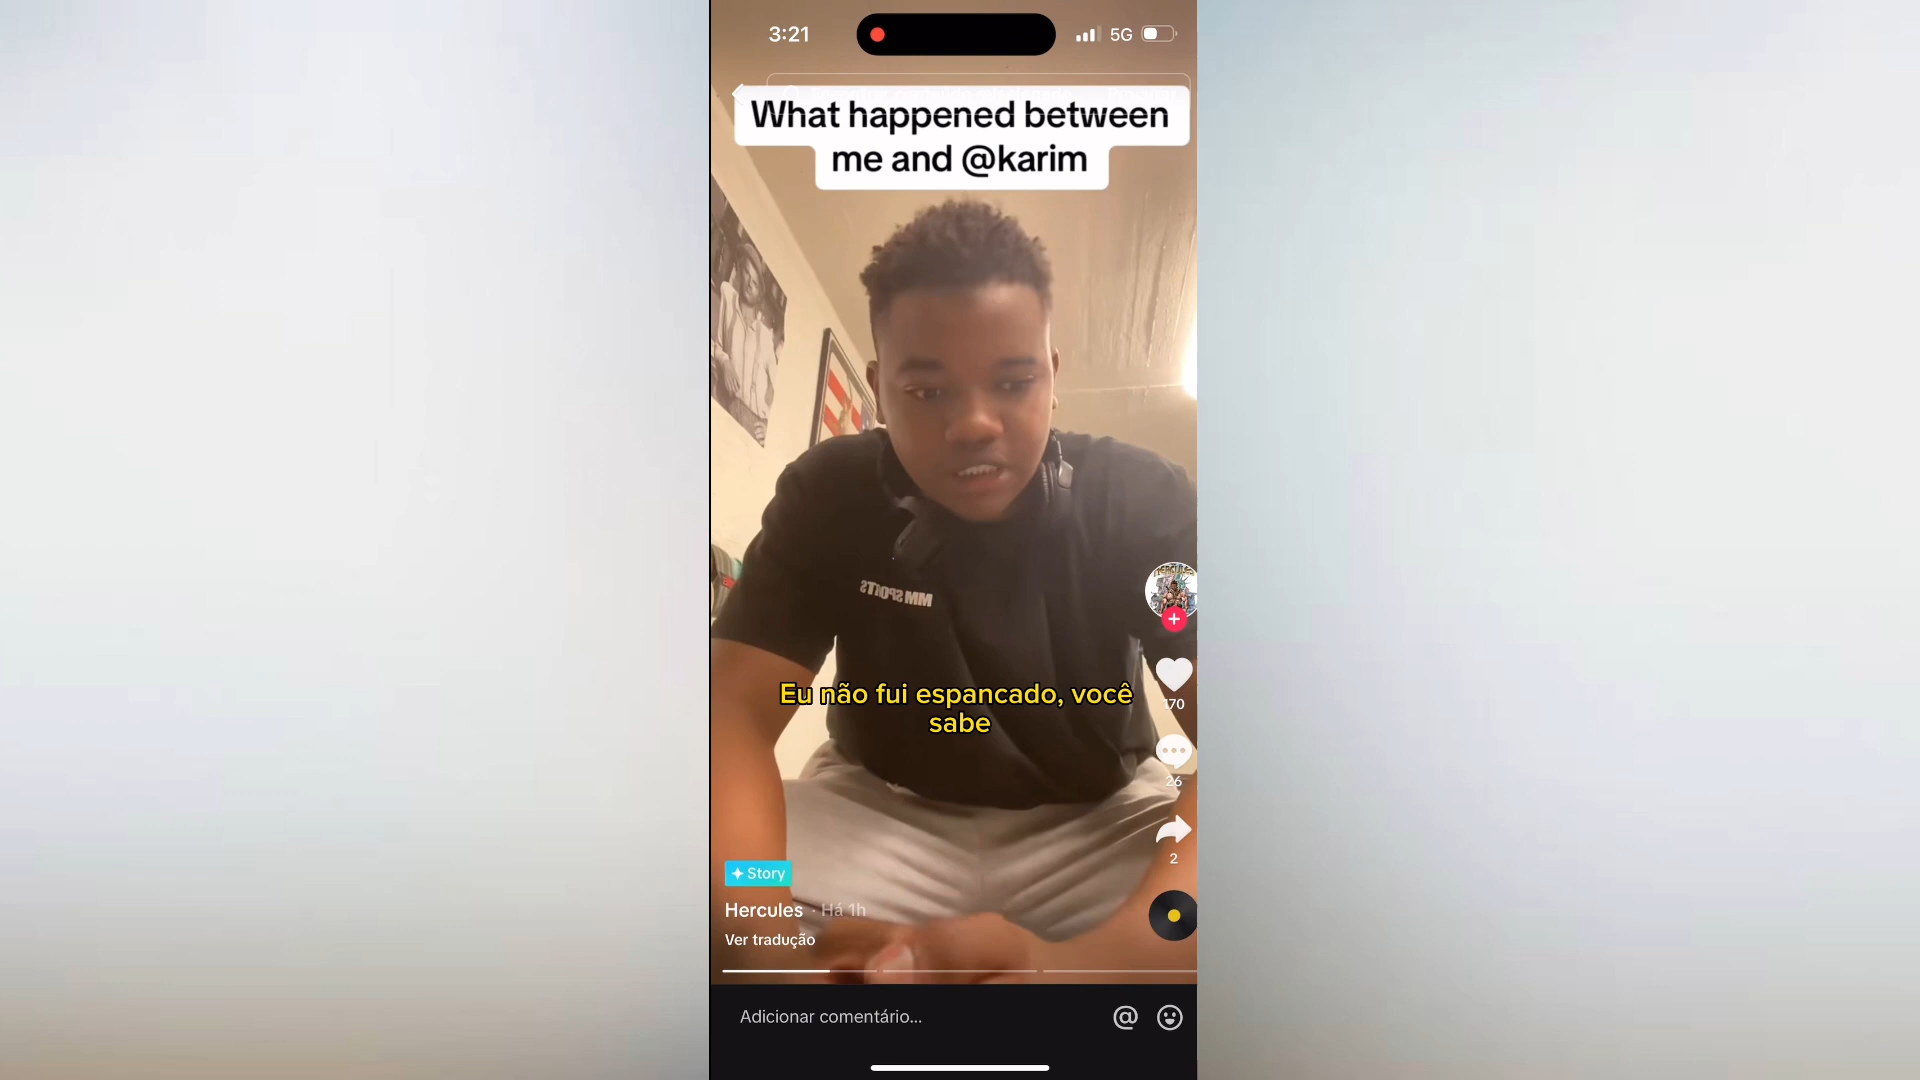 3:21
5G
What happened between
me and @karim
HERCULES
MM SPORTS
Eu não fui espancado, você
sabe
170
26
2
Story
Hercules · Há 1h
Ver tradução
Adicionar comentário...